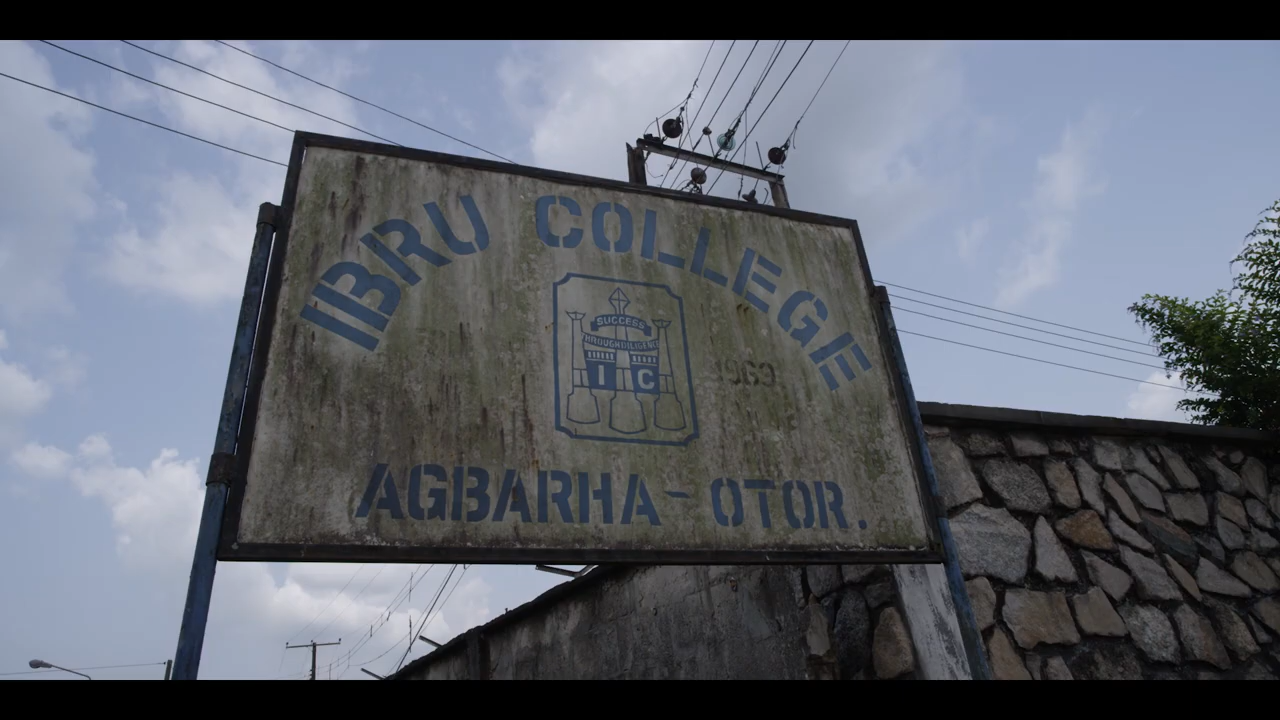 IBRU COLLEGE
SUCCESS
THROUGH DILIGENCE
I C
1969
AGBARHA-OTOR.